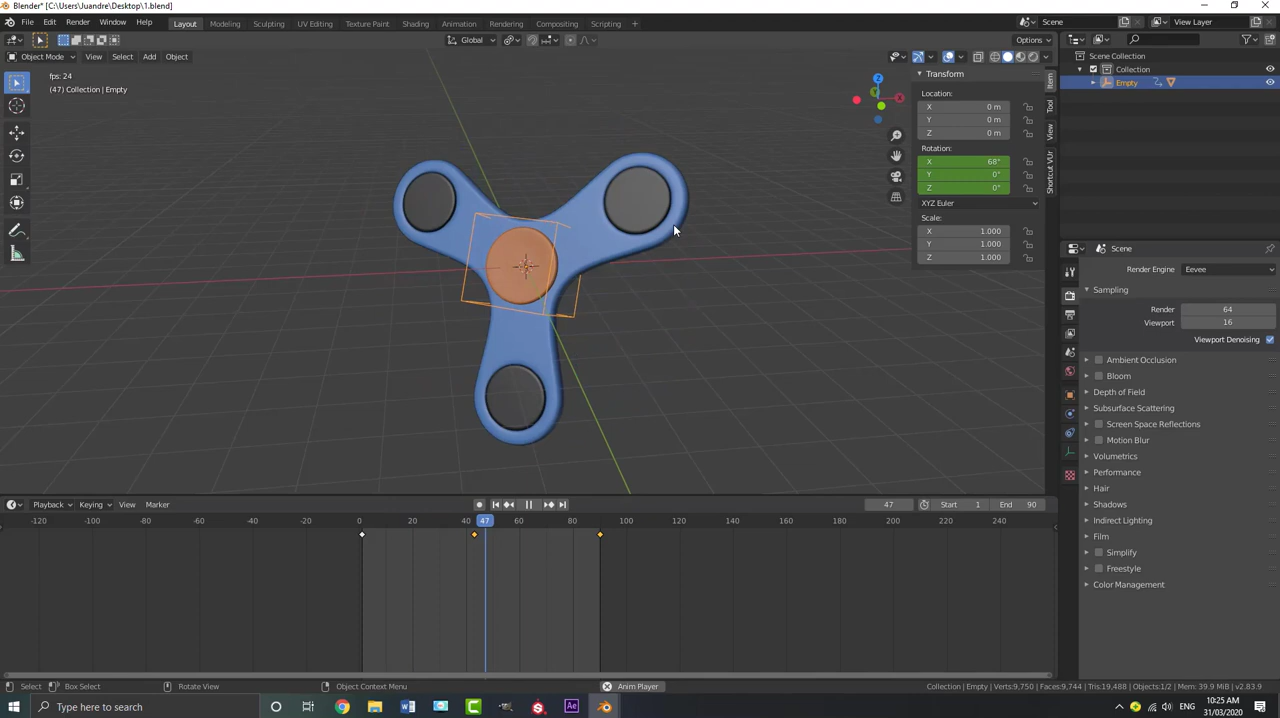 Blender* [C:\Users\Juandre\Desktop\1.blend]
File Edit Render Window Help Layout Modeling Sculpting UV Editing Texture Paint Shading Animation Rendering Compositing Scripting + Scene View Layer
Global Options
Object Mode View Select Add Object
fps: 24
(47) Collection | Empty
Transform
Location:
X 0 m
Y 0 m
Z 0 m
Rotation:
X 68°
Y 0°
Z 0°
XYZ Euler
Scale:
X 1.000
Y 1.000
Z 1.000
Item
Tool
View
Shortcut VUr
Scene Collection
Collection
Empty
Scene
Render Engine Eevee
Sampling
Render 64
Viewport 16
Viewport Denoising
Ambient Occlusion
Bloom
Depth of Field
Subsurface Scattering
Screen Space Reflections
Motion Blur
Volumetrics
Performance
Hair
Shadows
Indirect Lighting
Film
Simplify
Freestyle
Color Management
Playback Keying View Marker 47 Start 1 End 90
-120 -100 -80 -60 -40 -20 0 20 40 47 60 80 100 120 140 160 180 200 220 240
Select Box Select Rotate View Object Context Menu Anim Player Collection | Empty | Verts:9,750 | Faces:9,744 | Tris:19,488 | Objects:1/2 | Mem: 39.9 MiB | v2.83.9
Type here to search
10:25 AM
31/03/2020